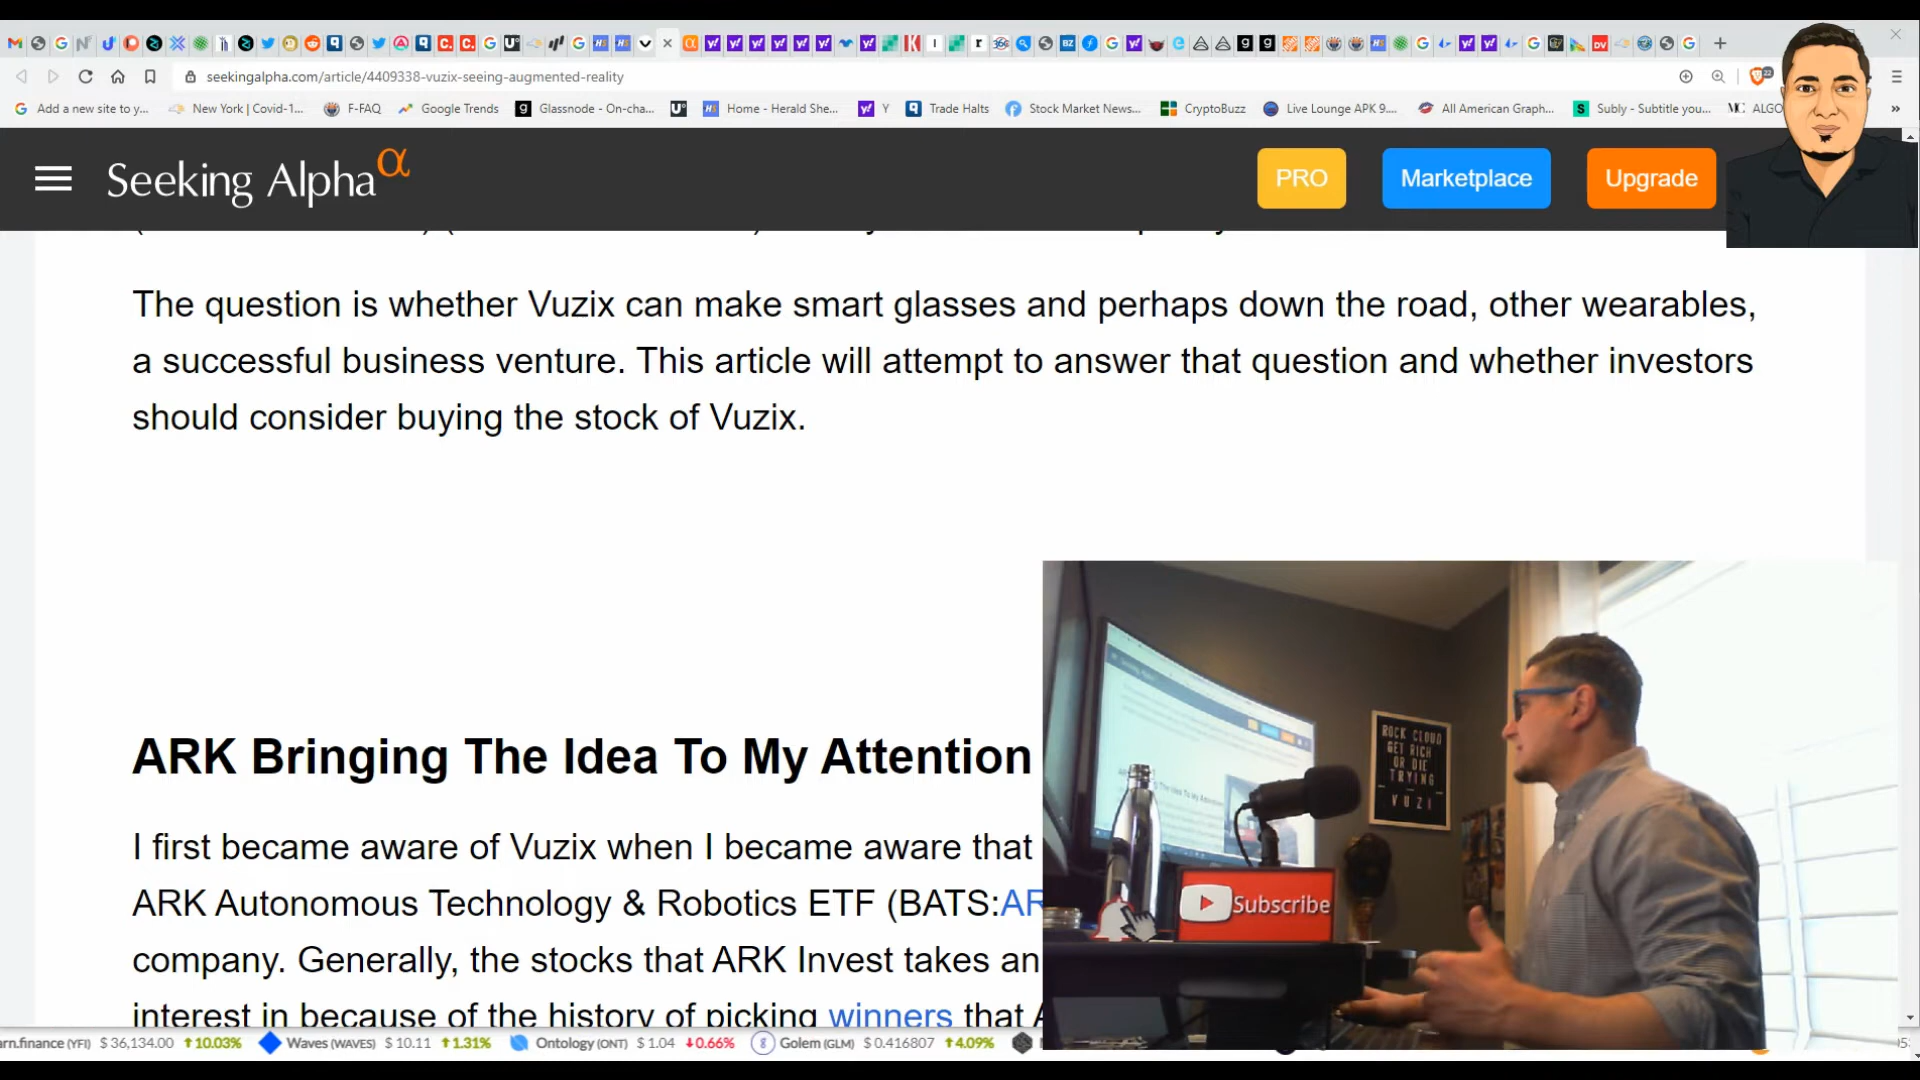 seekingalpha.com/article/4409338-vuzix-seeing-augmented-reality
22
Add a new site to y... New York | Covid-1... F-FAQ Google Trends Glassnode - On-cha... Home - Herald She... Y Trade Halts Stock Market News... CryptoBuzz Live Lounge APK 9.... All American Graph... Subly - Subtitle you... ALGO »
Seeking Alpha α
PRO Marketplace Upgrade
The question is whether Vuzix can make smart glasses and perhaps down the road, other wearables,
a successful business venture. This article will attempt to answer that question and whether investors
should consider buying the stock of Vuzix.
ARK Bringing The Idea To My Attention
I first became aware of Vuzix when I became aware that
ARK Autonomous Technology & Robotics ETF (BATS:AR
company. Generally, the stocks that ARK Invest takes an
interest in because of the history of picking winners that A
ROCK CLOUD
GET RICH
OR DIE
TRYING
VUZI
Subscribe
rn.finance (YFI) $ 36,134.00 10.03% Waves (WAVES) $ 10.11 1.31% Ontology (ONT) $ 1.04 0.66% Golem (GLM) $ 0.416807 4.09%